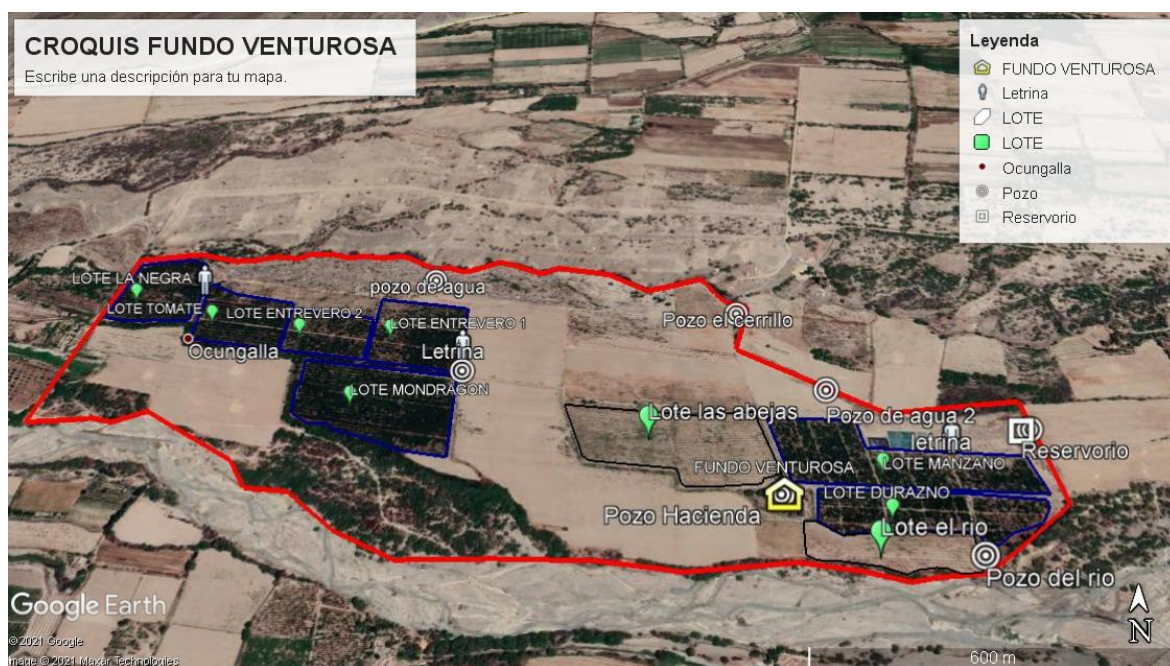 CROQUIS FUNDO VENTUROSA
Escribe una descripción para tu mapa.
Leyenda
FUNDO VENTUROSA
Letrina
LOTE
LOTE
Ocungalla
Pozo
Reservorio
LOTE LA NEGRA
pozo de agua
LOTE TOMATE
LOTE ENTREVERO 2
LOTE ENTREVERO 1
Pozo el cerrillo
Ocungalla
Letrina
LOTE MONDRAGON
Lote las abejas
Pozo de agua 2
letrina
Reservorio
FUNDO VENTUROSA
LOTE MANZANO
LOTE DURAZNO
Pozo Hacienda
Lote el rio
Pozo del rio
Google Earth
© 2021 Google
Image © 2021 Maxar Technologies
N
600 m